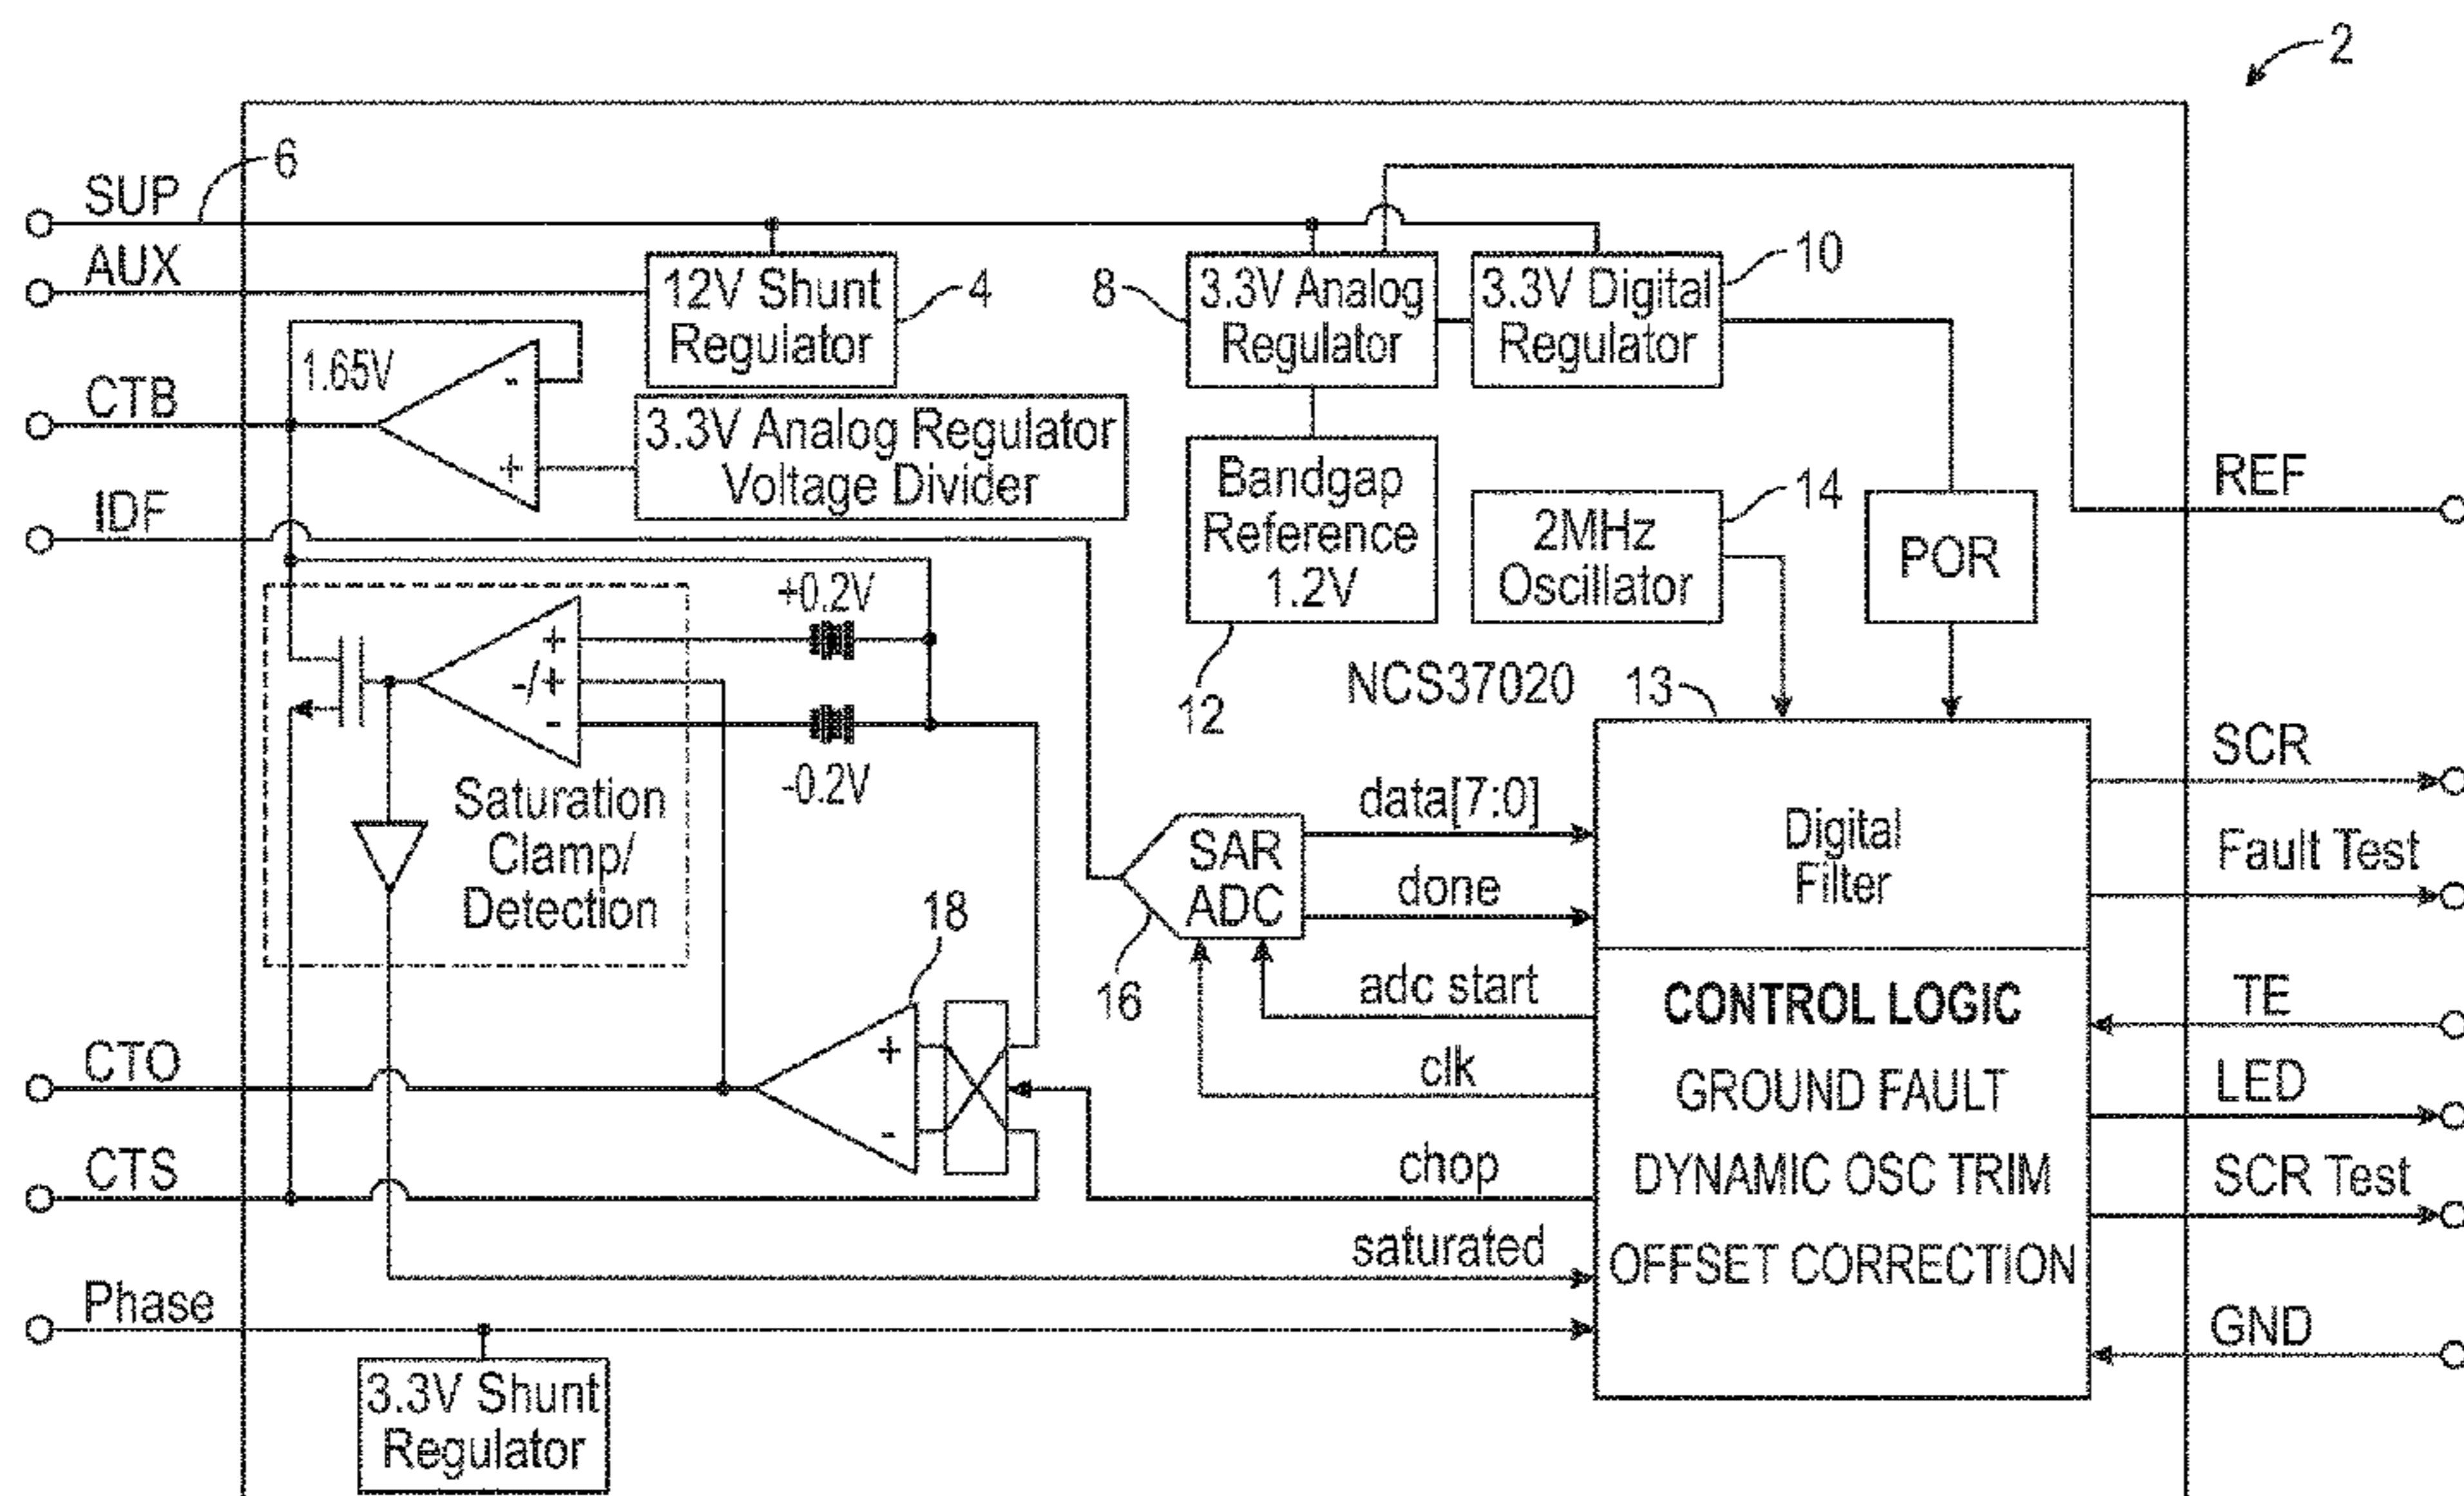 2
6
SUP
AUX
12V Shunt
Regulator
4
8
3.3V Analog
Regulator
3.3V Digital
Regulator
10
1.65V
CTB
-
+
3.3V Analog Regulator
Voltage Divider
Bandgap
Reference
1.2V
12
2MHz
Oscillator
14
POR
REF
IDF
+0.2V
+
-/+
-
-0.2V
Saturation
Clamp/
Detection
NCS37020
13
SAR
ADC
16
data[7:0]
done
adc start
clk
chop
saturated
Digital
Filter
CONTROL LOGIC
GROUND FAULT
DYNAMIC OSC TRIM
OFFSET CORRECTION
SCR
Fault Test
TE
LED
SCR Test
GND
18
+
-
CTO
CTS
Phase
3.3V Shunt
Regulator